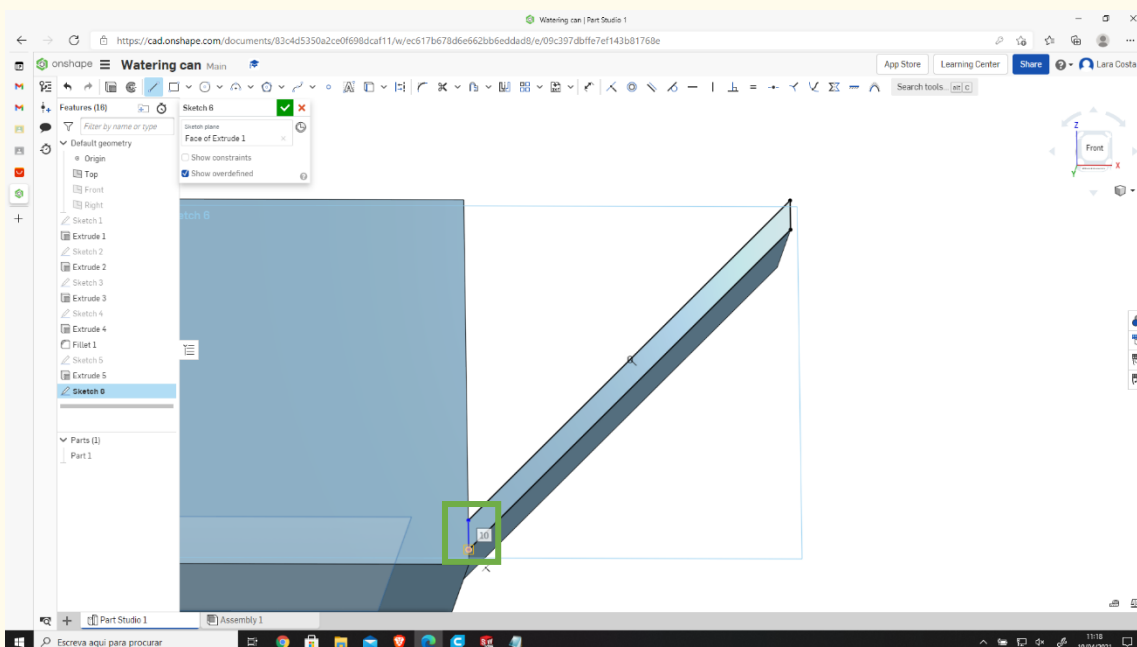 Watering can | Part Studio 1
https://cad.onshape.com/documents/83c4d5350a2ce0f698dcaf11/w/ec617b678d6e662bb6eddad8/e/09c397dbffe7ef143b81768e
onshape Watering can Main App Store Learning Center Share Lara Costa
Search tools... alt C
Features (16)
Sketch 6
Filter by name or type
Sketch plane
Face of Extrude 1
Default geometry
Origin
Show constraints
Top
Show overdefined
Front
Right
Sketch 1
Extrude 1
Sketch 2
Extrude 2
Sketch 3
Extrude 3
Sketch 4
Extrude 4
Fillet 1
Sketch 5
Extrude 5
Sketch 6
Parts (1)
Part 1
Z
Front
X
Y
10
Part Studio 1 Assembly 1
Escreva aqui para procurar
11:18
19/04/2021